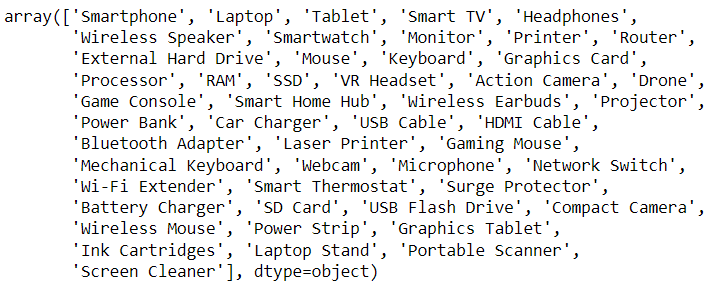 array(['Smartphone', 'Laptop', 'Tablet', 'Smart TV', 'Headphones',
'Wireless Speaker', 'Smartwatch', 'Monitor', 'Printer', 'Router',
'External Hard Drive', 'Mouse', 'Keyboard', 'Graphics Card',
'Processor', 'RAM', 'SSD', 'VR Headset', 'Action Camera', 'Drone',
'Game Console', 'Smart Home Hub', 'Wireless Earbuds', 'Projector',
'Power Bank', 'Car Charger', 'USB Cable', 'HDMI Cable',
'Bluetooth Adapter', 'Laser Printer', 'Gaming Mouse',
'Mechanical Keyboard', 'Webcam', 'Microphone', 'Network Switch',
'Wi-Fi Extender', 'Smart Thermostat', 'Surge Protector',
'Battery Charger', 'SD Card', 'USB Flash Drive', 'Compact Camera',
'Wireless Mouse', 'Power Strip', 'Graphics Tablet',
'Ink Cartridges', 'Laptop Stand', 'Portable Scanner',
'Screen Cleaner'], dtype=object)